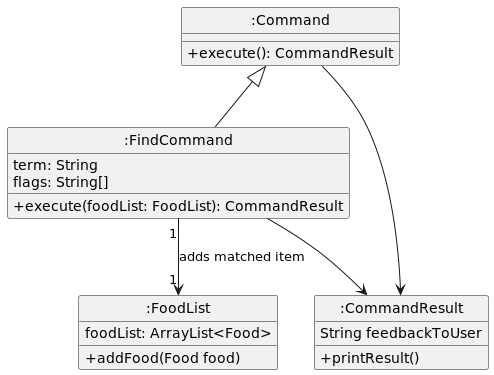 :Command
+execute(): CommandResult
:FindCommand
term: String
flags: String[]
+execute(foodList: FoodList): CommandResult
1
adds matched item
1
:FoodList
foodList: ArrayList<Food>
+addFood(Food food)
:CommandResult
String feedbackToUser
+printResult()